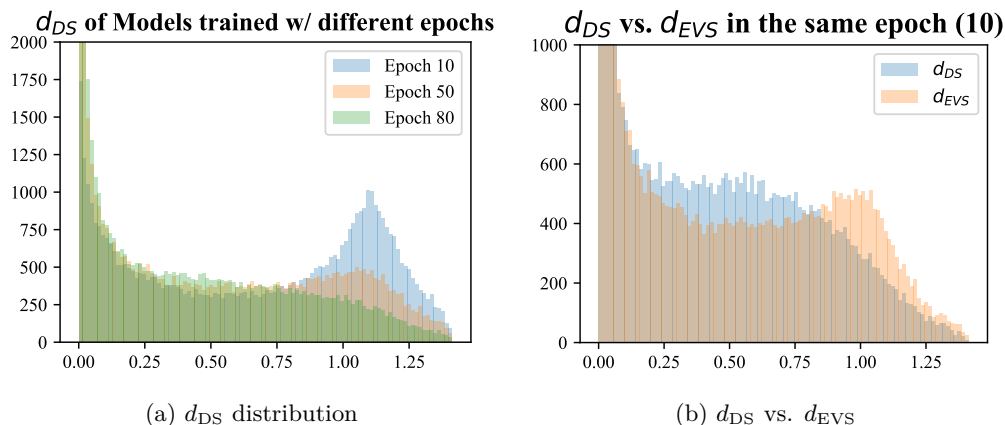 d_DS of Models trained w/ different epochs
2000
1750
1500
1250
1000
750
500
250
0
0.00 0.25 0.50 0.75 1.00 1.25
Epoch 10
Epoch 50
Epoch 80
(a) d_DS distribution
d_DS vs. d_EVS in the same epoch (10)
1000
800
600
400
200
0
0.00 0.25 0.50 0.75 1.00 1.25
d_DS
d_EVS
(b) d_DS vs. d_EVS